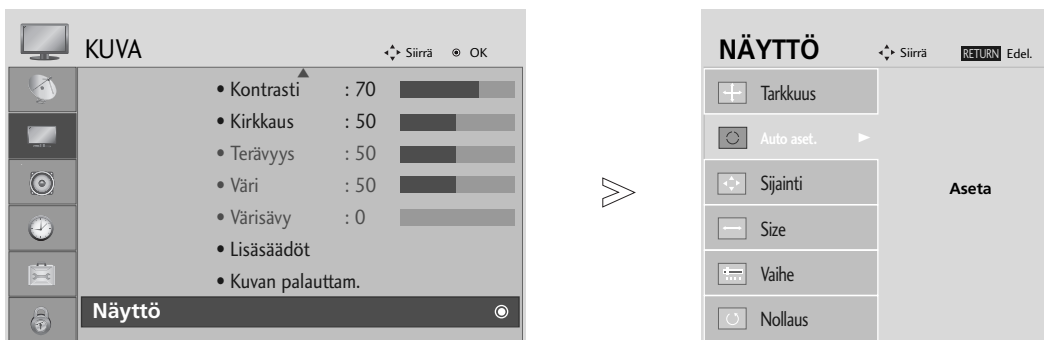 KUVA Siirrä OK
• Kontrasti : 70
• Kirkkaus : 50
• Terävyys : 50
• Väri : 50
• Värisävy : 0
• Lisäsäädöt
• Kuvan palauttam.
Näyttö
NÄYTTÖ Siirrä RETURN Edel.
Tarkkuus
Auto aset.
Sijainti
Aseta
Size
Vaihe
Nollaus